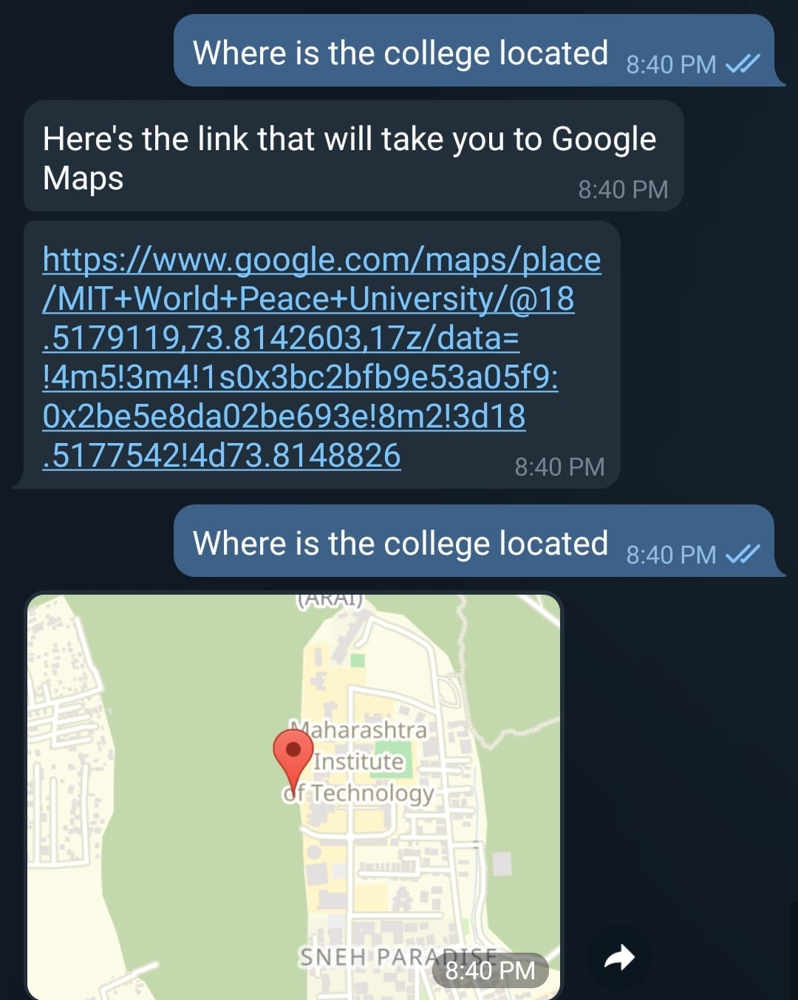 Where is the college located 8:40 PM
Here's the link that will take you to Google
Maps
8:40 PM
https://www.google.com/maps/place
/MIT+World+Peace+University/@18
.5179119,73.8142603,17z/data=
!4m5!3m4!1s0x3bc2bfb9e53a05f9:
0x2be5e8da02be693e!8m2!3d18
.5177542!4d73.8148826
8:40 PM
Where is the college located 8:40 PM
(ARAI)
Maharashtra
Institute
of Technology
SNEH PARADISE
8:40 PM